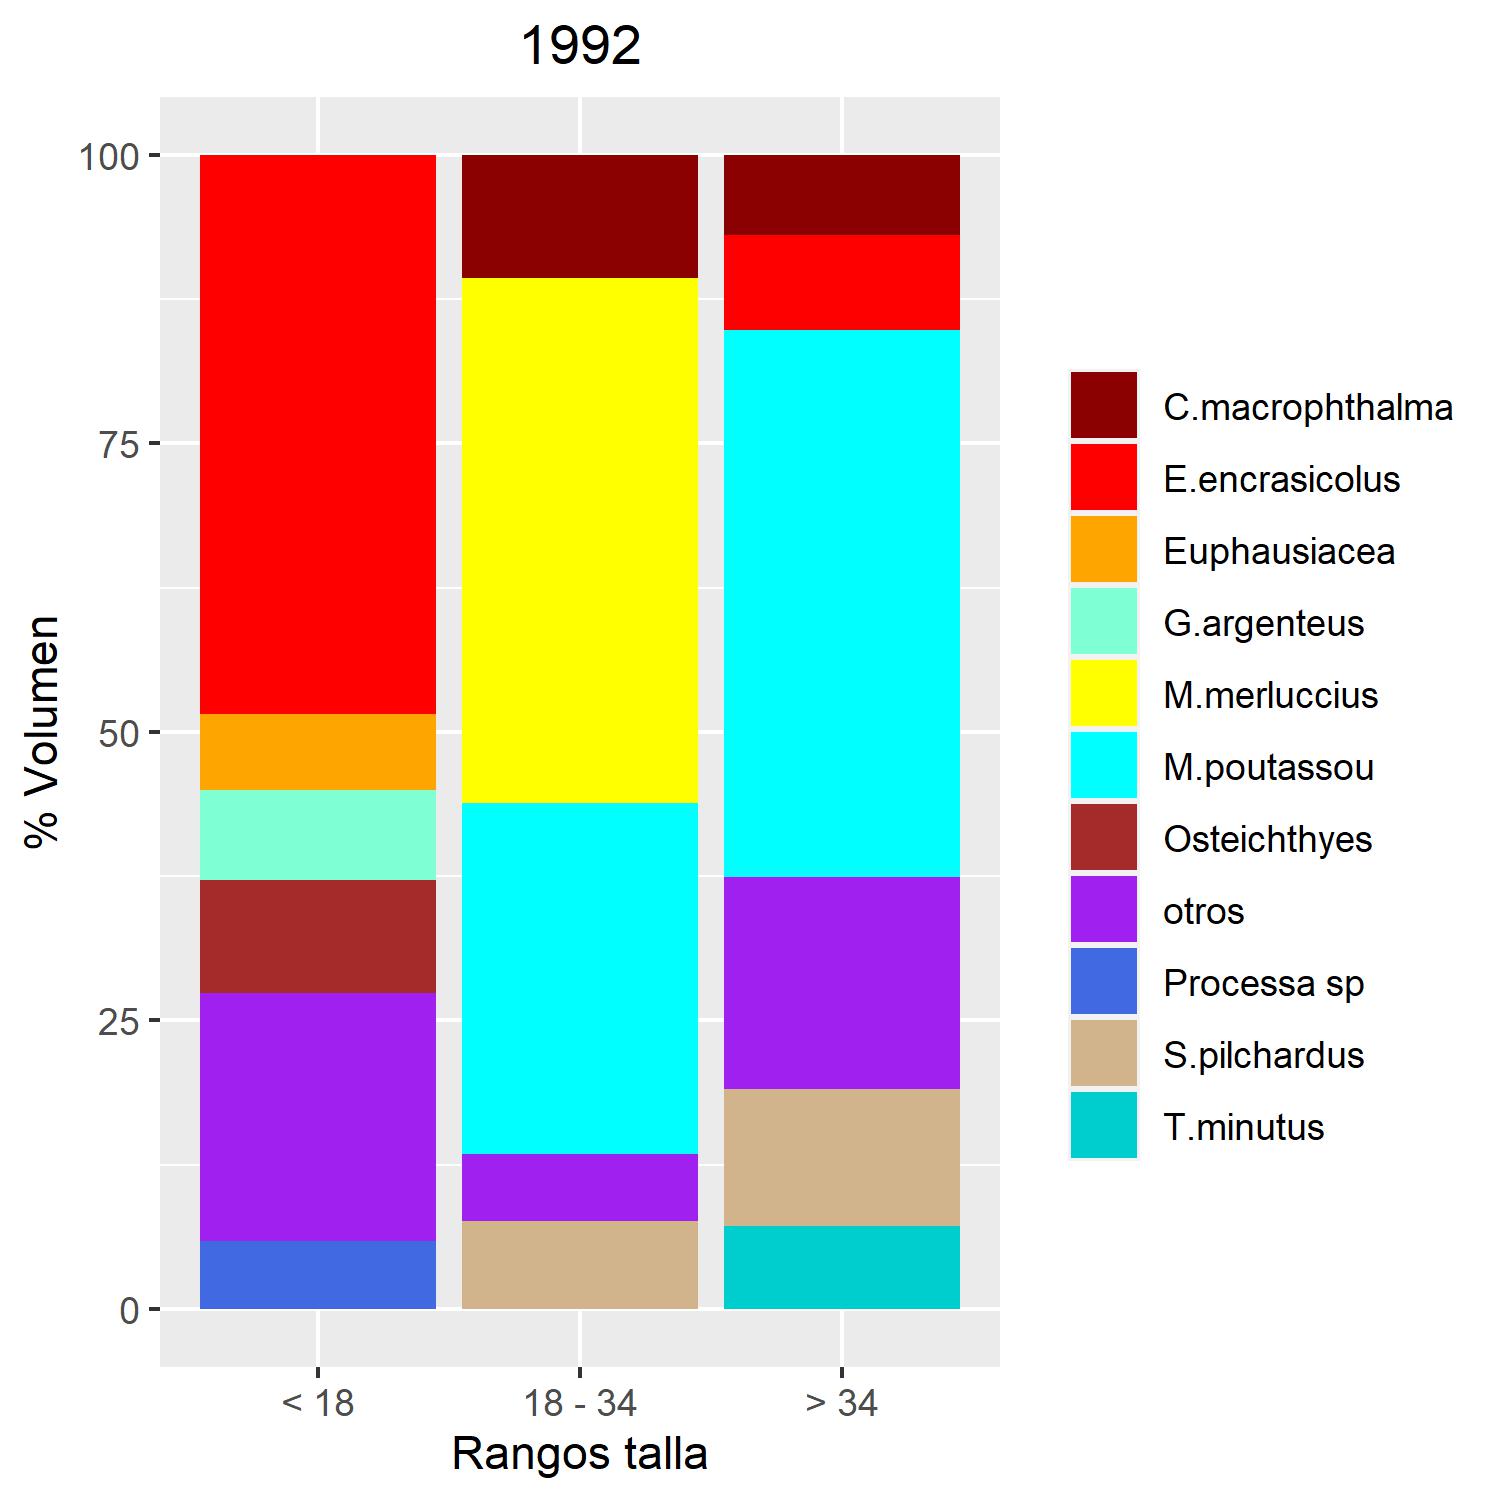 1992
% Volumen
100
75
50
25
0
< 18
18 - 34
> 34
Rangos talla
C.macrophthalma
E.encrasicolus
Euphausiacea
G.argenteus
M.merluccius
M.poutassou
Osteichthyes
otros
Processa sp
S.pilchardus
T.minutus